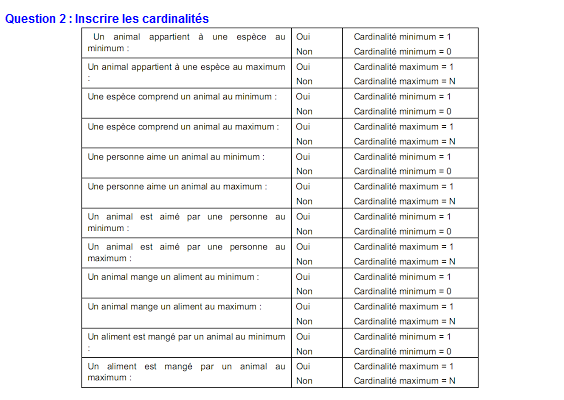 Question 2 : Inscrire les cardinalités
Un animal appartient à une espèce au minimum :
Oui Cardinalité minimum = 1
Non Cardinalité minimum = 0
Un animal appartient à une espèce au maximum :
Oui Cardinalité maximum = 1
Non Cardinalité maximum = N
Une espèce comprend un animal au minimum :
Oui Cardinalité minimum = 1
Non Cardinalité minimum = 0
Une espèce comprend un animal au maximum :
Oui Cardinalité maximum = 1
Non Cardinalité maximum = N
Une personne aime un animal au minimum :
Oui Cardinalité minimum = 1
Non Cardinalité minimum = 0
Une personne aime un animal au maximum :
Oui Cardinalité maximum = 1
Non Cardinalité maximum = N
Un animal est aimé par une personne au minimum :
Oui Cardinalité minimum = 1
Non Cardinalité minimum = 0
Un animal est aimé par une personne au maximum :
Oui Cardinalité maximum = 1
Non Cardinalité maximum = N
Un animal mange un aliment au minimum :
Oui Cardinalité minimum = 1
Non Cardinalité minimum = 0
Un animal mange un aliment au maximum :
Oui Cardinalité maximum = 1
Non Cardinalité maximum = N
Un aliment est mangé par un animal au minimum :
Oui Cardinalité minimum = 1
Non Cardinalité minimum = 0
Un aliment est mangé par un animal au maximum :
Oui Cardinalité maximum = 1
Non Cardinalité maximum = N